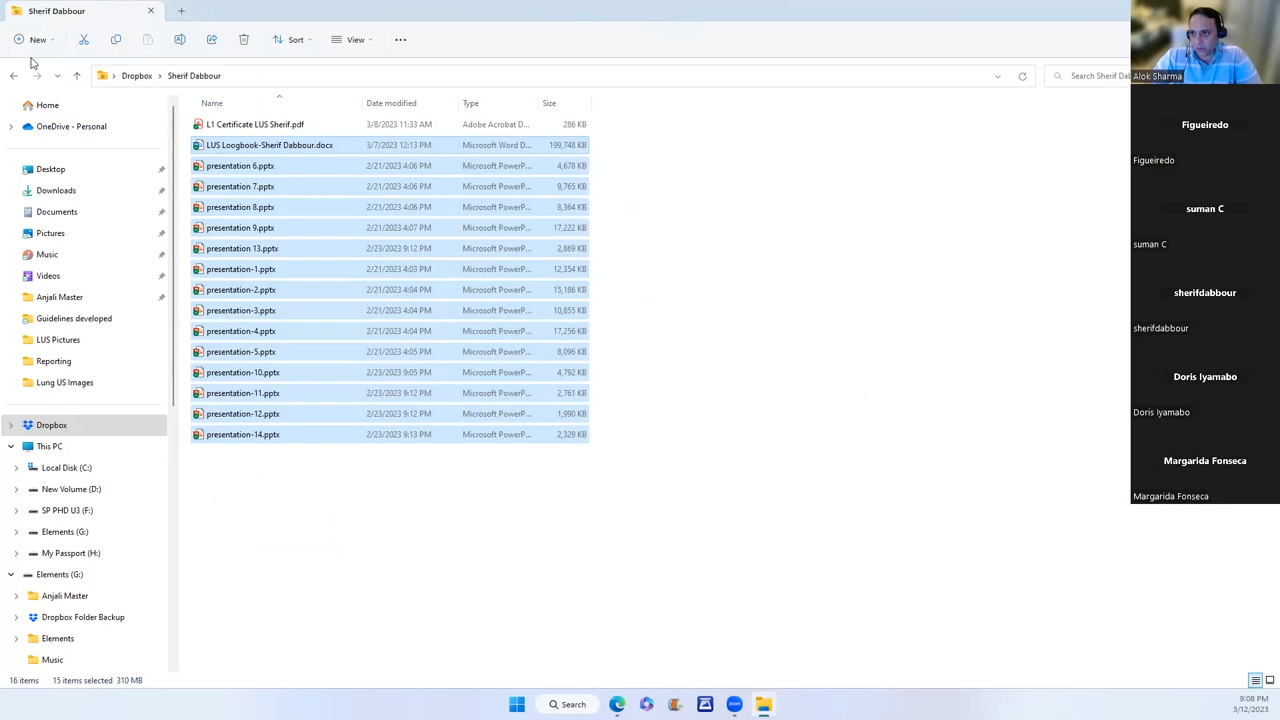 Sherif Dabbour
New
Sort
View
Dropbox
Sherif Dabbour
Search Sherif Dab
Name
Date modified
Type
Size
Home
OneDrive - Personal
Desktop
Downloads
Documents
Pictures
Music
Videos
Anjali Master
Guidelines developed
LUS Pictures
Reporting
Lung US Images
Dropbox
This PC
Local Disk (C:)
New Volume (D:)
SP PHD U3 (F:)
Elements (G:)
My Passport (H:)
Elements (G:)
Anjali Master
Dropbox Folder Backup
Elements
Music
L1 Certificate LUS Sherif.pdf 3/8/2023 11:33 AM Adobe Acrobat D... 286 KB
LUS Loogbook-Sherif Dabbour.docx 3/7/2023 12:13 PM Microsoft Word D... 199,748 KB
presentation 6.pptx 2/21/2023 4:06 PM Microsoft PowerP... 4,678 KB
presentation 7.pptx 2/21/2023 4:06 PM Microsoft PowerP... 9,765 KB
presentation 8.pptx 2/21/2023 4:06 PM Microsoft PowerP... 8,364 KB
presentation 9.pptx 2/21/2023 4:07 PM Microsoft PowerP... 17,222 KB
presentation 13.pptx 2/23/2023 9:12 PM Microsoft PowerP... 2,869 KB
presentation-1.pptx 2/21/2023 4:03 PM Microsoft PowerP... 12,354 KB
presentation-2.pptx 2/21/2023 4:04 PM Microsoft PowerP... 15,186 KB
presentation-3.pptx 2/21/2023 4:04 PM Microsoft PowerP... 10,855 KB
presentation-4.pptx 2/21/2023 4:04 PM Microsoft PowerP... 17,256 KB
presentation-5.pptx 2/21/2023 4:05 PM Microsoft PowerP... 8,096 KB
presentation-10.pptx 2/23/2023 9:05 PM Microsoft PowerP... 4,792 KB
presentation-11.pptx 2/23/2023 9:12 PM Microsoft PowerP... 2,761 KB
presentation-12.pptx 2/23/2023 9:12 PM Microsoft PowerP... 1,990 KB
presentation-14.pptx 2/23/2023 9:13 PM Microsoft PowerP... 2,329 KB
16 items 15 items selected 310 MB
Alok Sharma
Figueiredo
Figueiredo
suman C
suman C
sherifdabbour
sherifdabbour
Doris Iyamabo
Doris Iyamabo
Margarida Fonseca
Margarida Fonseca
Search
zoom
9:08 PM
3/12/2023